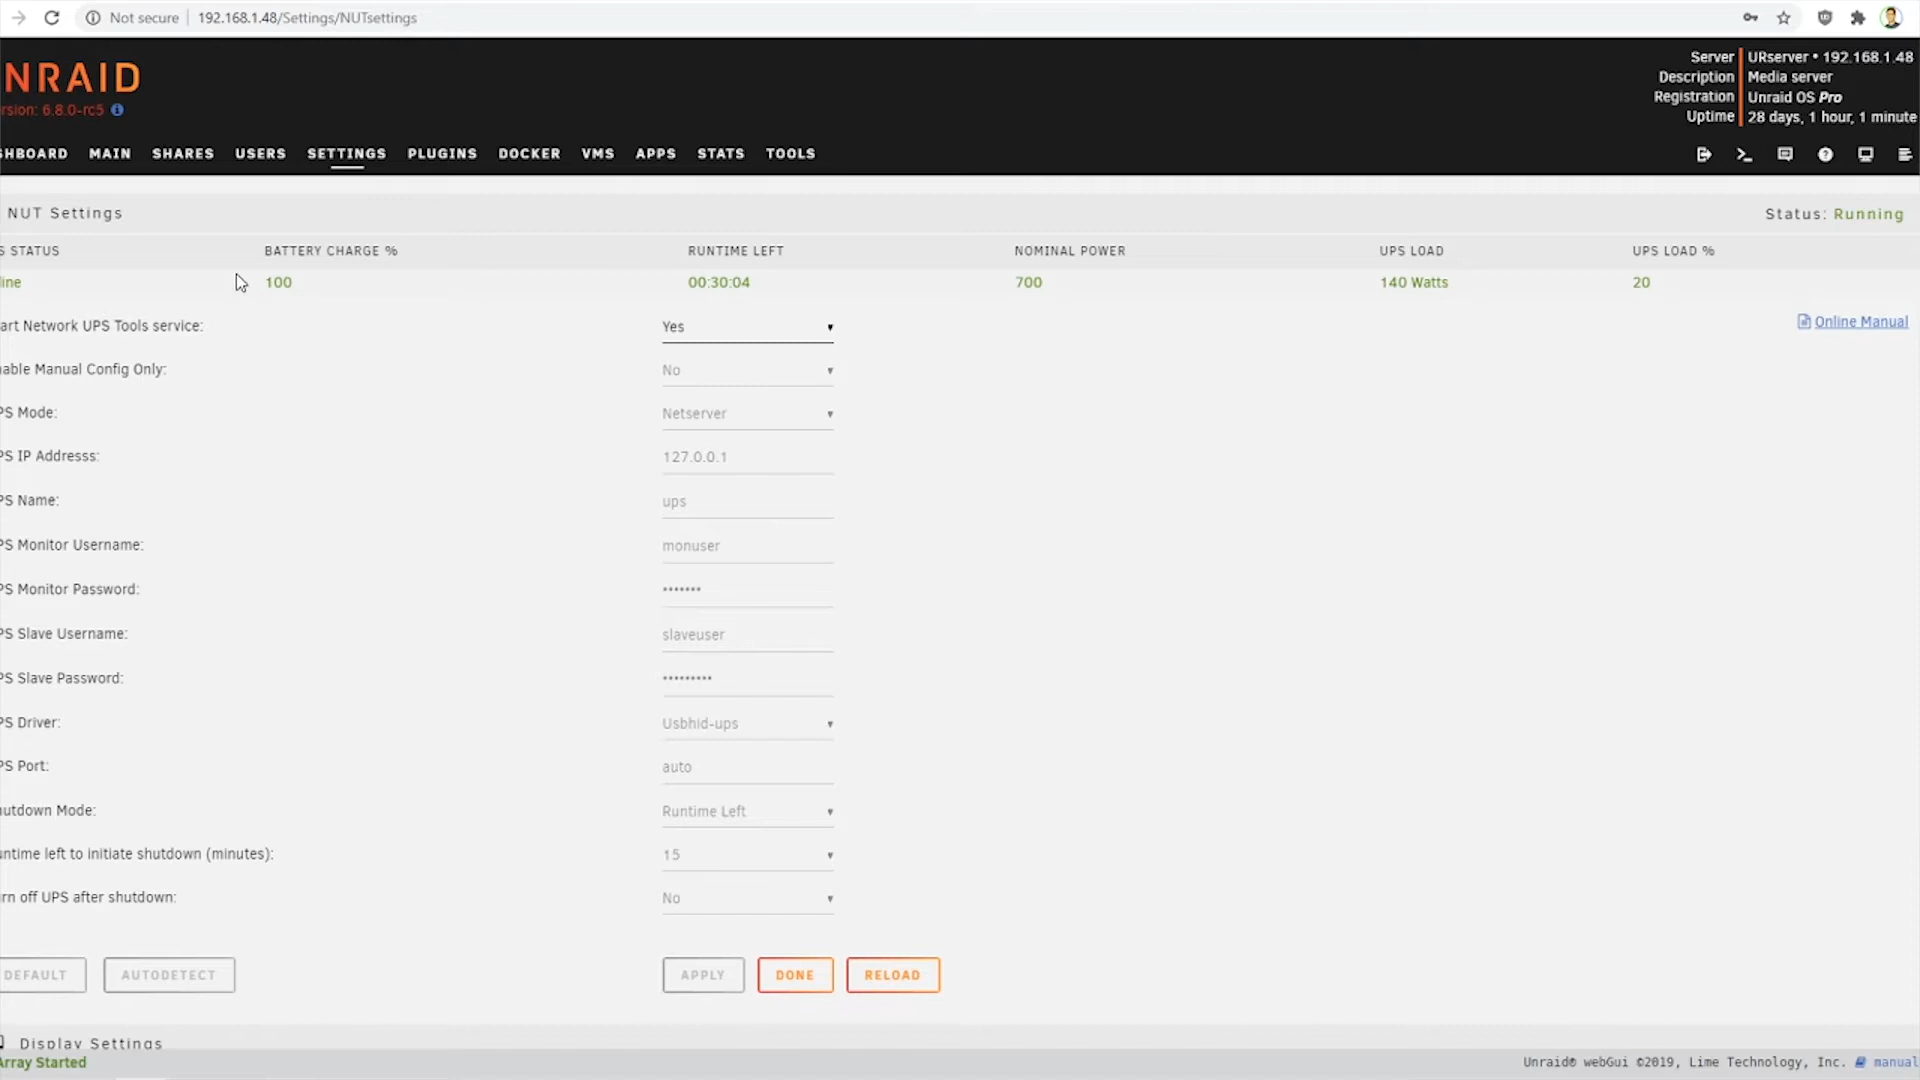 Not secure 192.168.1.48/Settings/NUTsettings
NRAID
rsion: 6.8.0-rc5
Server URserver • 192.168.1.48
Description Media server
Registration Unraid OS Pro
Uptime 28 days, 1 hour, 1 minute
SHBOARD MAIN SHARES USERS SETTINGS PLUGINS DOCKER VMS APPS STATS TOOLS
NUT Settings Status: Running
S STATUS BATTERY CHARGE % RUNTIME LEFT NOMINAL POWER UPS LOAD UPS LOAD %
line 100 00:30:04 700 140 Watts 20
art Network UPS Tools service: Yes Online Manual
nable Manual Config Only: No
PS Mode: Netserver
PS IP Addresss: 127.0.0.1
PS Name: ups
PS Monitor Username: monuser
PS Monitor Password: •••••••
PS Slave Username: slaveuser
PS Slave Password: •••••••••
PS Driver: Usbhid-ups
PS Port: auto
hutdown Mode: Runtime Left
untime left to initiate shutdown (minutes): 15
rn off UPS after shutdown: No
DEFAULT AUTODETECT APPLY DONE RELOAD
Display Settings
Array Started Unraid® webGui ©2019, Lime Technology, Inc. manual